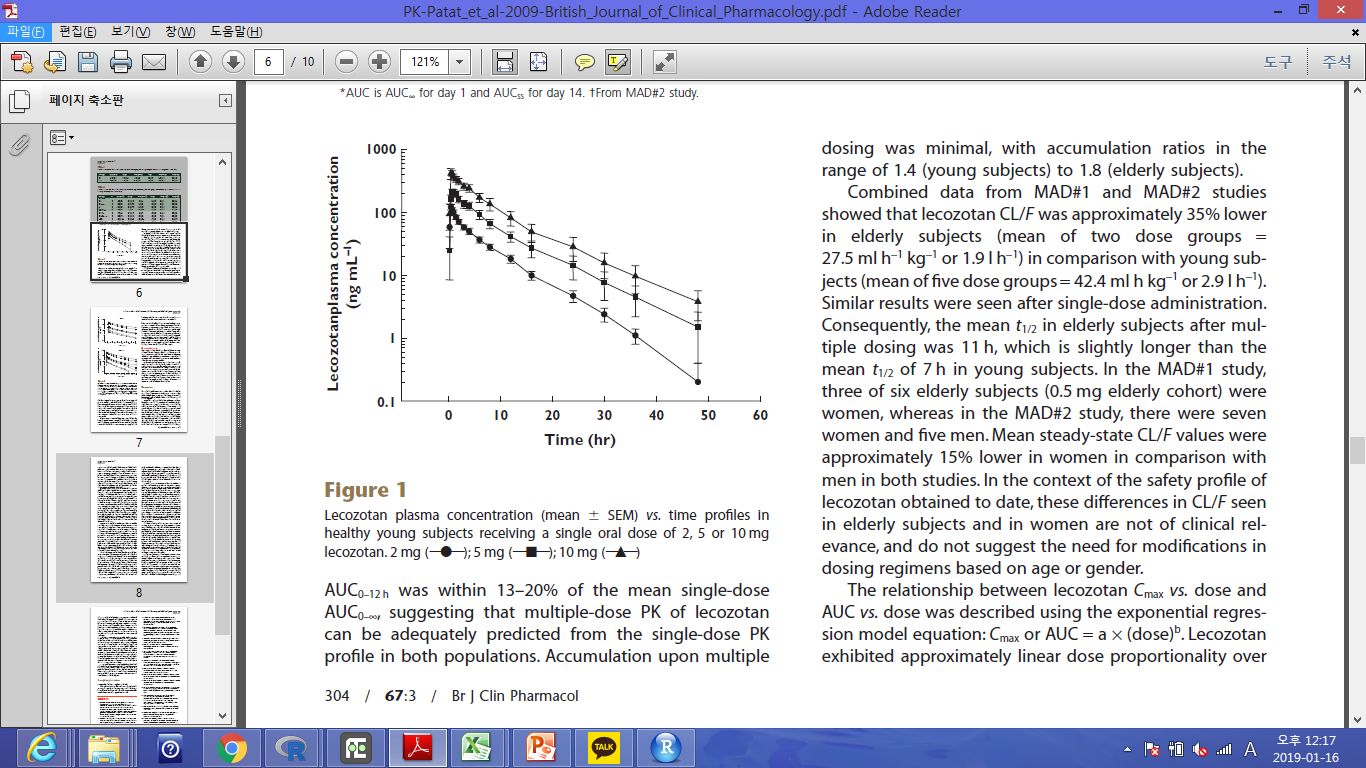 PK-Patat_et_al-2009-British_Journal_of_Clinical_Pharmacology.pdf - Adobe Reader
파일(F) 편집(E) 보기(V) 창(W) 도움말(H)
6 / 10 121% 도구 주석
페이지 축소판
6
7
8
*AUC is AUC∞ for day 1 and AUCss for day 14. †From MAD#2 study.
Lecozotanplasma concentration
(ng mL–1)
1000
100
10
1
0.1
0 10 20 30 40 50 60
Time (hr)
Figure 1
Lecozotan plasma concentration (mean ± SEM) vs. time profiles in
healthy young subjects receiving a single oral dose of 2, 5 or 10 mg
lecozotan. 2 mg (—●—); 5 mg (—■—); 10 mg (—▲—)
AUC0–12 h was within 13–20% of the mean single-dose
AUC0–∞, suggesting that multiple-dose PK of lecozotan
can be adequately predicted from the single-dose PK
profile in both populations. Accumulation upon multiple
dosing was minimal, with accumulation ratios in the
range of 1.4 (young subjects) to 1.8 (elderly subjects).
Combined data from MAD#1 and MAD#2 studies
showed that lecozotan CL/F was approximately 35% lower
in elderly subjects (mean of two dose groups =
27.5 ml h−1 kg−1 or 1.9 l h−1) in comparison with young sub-
jects (mean of five dose groups = 42.4 ml h kg−1 or 2.9 l h−1).
Similar results were seen after single-dose administration.
Consequently, the mean t1/2 in elderly subjects after mul-
tiple dosing was 11 h, which is slightly longer than the
mean t1/2 of 7 h in young subjects. In the MAD#1 study,
three of six elderly subjects (0.5 mg elderly cohort) were
women, whereas in the MAD#2 study, there were seven
women and five men. Mean steady-state CL/F values were
approximately 15% lower in women in comparison with
men in both studies. In the context of the safety profile of
lecozotan obtained to date, these differences in CL/F seen
in elderly subjects and in women are not of clinical rel-
evance, and do not suggest the need for modifications in
dosing regimens based on age or gender.
The relationship between lecozotan Cmax vs. dose and
AUC vs. dose was described using the exponential regres-
sion model equation: Cmax or AUC = a × (dose)b. Lecozotan
exhibited approximately linear dose proportionality over
304 / 67:3 / Br J Clin Pharmacol
TALK
A
오후 12:17
2019-01-16